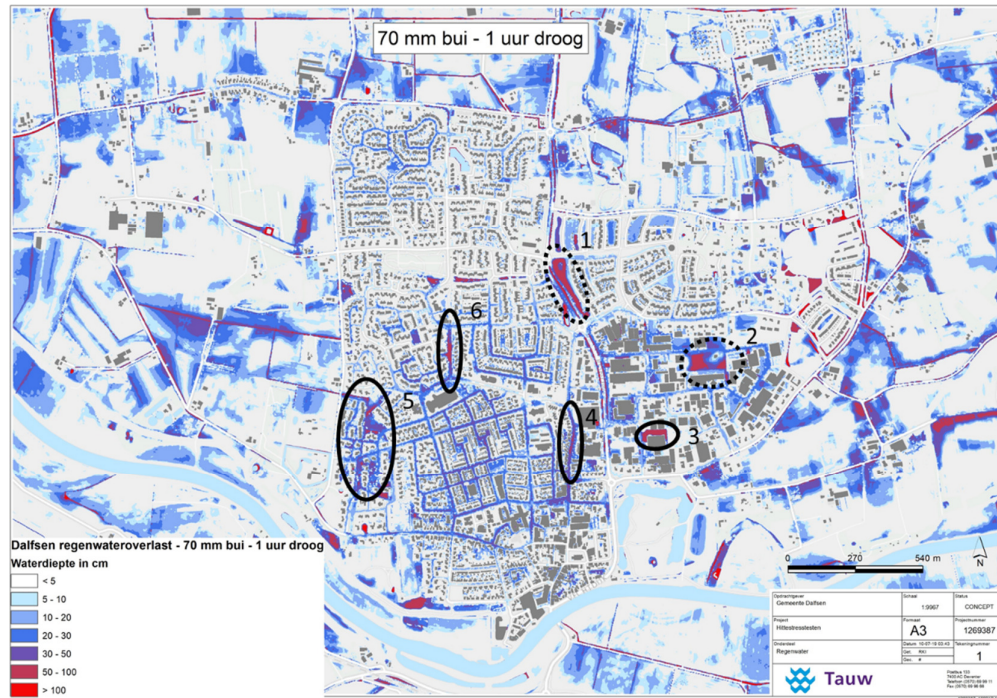 70 mm bui - 1 uur droog
1
2
6
5
4
3
Dalfsen regenwateroverlast - 70 mm bui - 1 uur droog
Waterdiepte in cm
< 5
5 - 10
10 - 20
20 - 30
30 - 50
50 - 100
> 100
0 270 540 m
N
Opdrachtgever
Gemeente Dalfsen
Schaal
1:9967
Status
CONCEPT
Project
Hittestresstesten
Formaat
A3
Projectnummer
1269387
Onderdeel
Regenwater
Tekeningnummer
1
Tauw